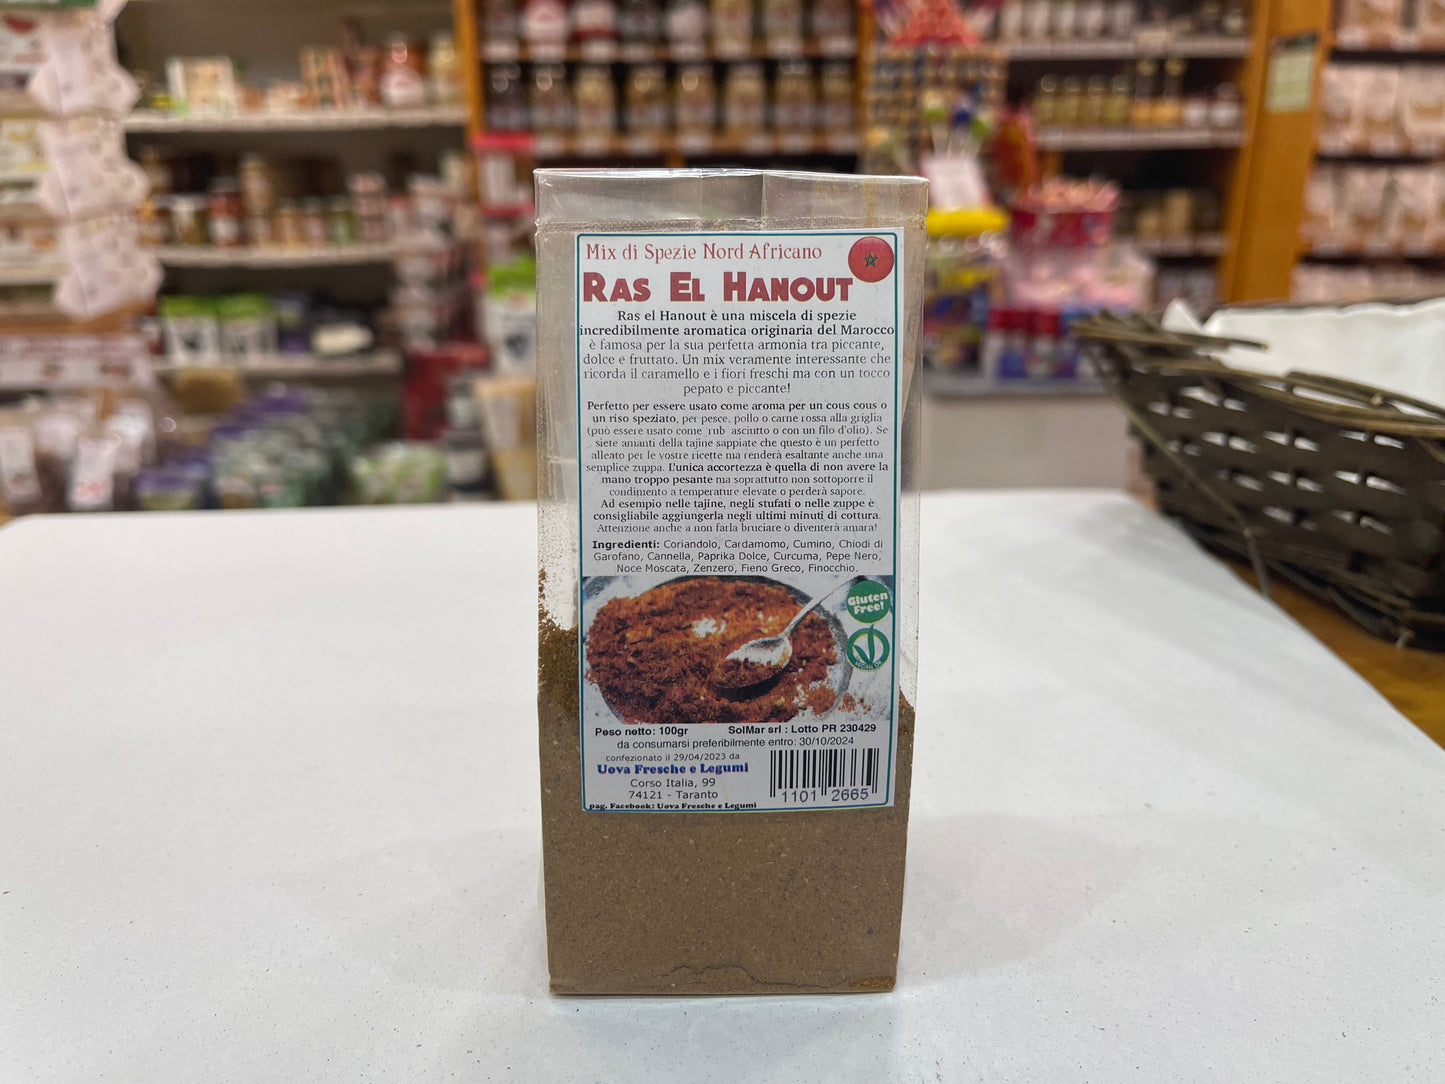 Mix di Spezie Nord Africano
RAS EL HANOUT
Ras el Hanout è una miscela di spezie
incredibilmente aromatica originaria del Marocco
è famosa per la sua perfetta armonia tra piccante,
dolce e fruttato. Un mix veramente interessante che
ricorda il caramello e i fiori freschi ma con un tocco
pepato e piccante!
Perfetto per essere usato come aroma per un cous cous o
un riso speziato, per pesce, pollo o carne rossa alla griglia
(può essere usato come rub asciutto o con un filo d'olio). Se
siete amanti della tajine sappiate che questo è un perfetto
alleato per le vostre ricette ma renderà esaltante anche una
semplice zuppa. L'unica accortezza è quella di non avere la
mano troppo pesante ma soprattutto non sottoporre il
condimento a temperature elevate o perderà sapore.
Ad esempio nelle tajine, negli stufati o nelle zuppe è
consigliabile aggiungerla negli ultimi minuti di cottura.
Attenzione anche a non farla bruciare o diventerà amara!
Ingredienti: Coriandolo, Cardamomo, Cumino, Chiodi di
Garofano, Cannella, Paprika Dolce, Curcuma, Pepe Nero,
Noce Moscata, Zenzero, Fieno Greco, Finocchio.
Gluten
Free!
VEGAN OK
Peso netto: 100gr SolMar srl : Lotto PR 230429
da consumarsi preferibilmente entro: 30/10/2024
confezionato il 29/04/2023 da
Uova Fresche e Legumi
Corso Italia, 99
74121 - Taranto
pag. Facebook: Uova Fresche e Legumi
1101 2665